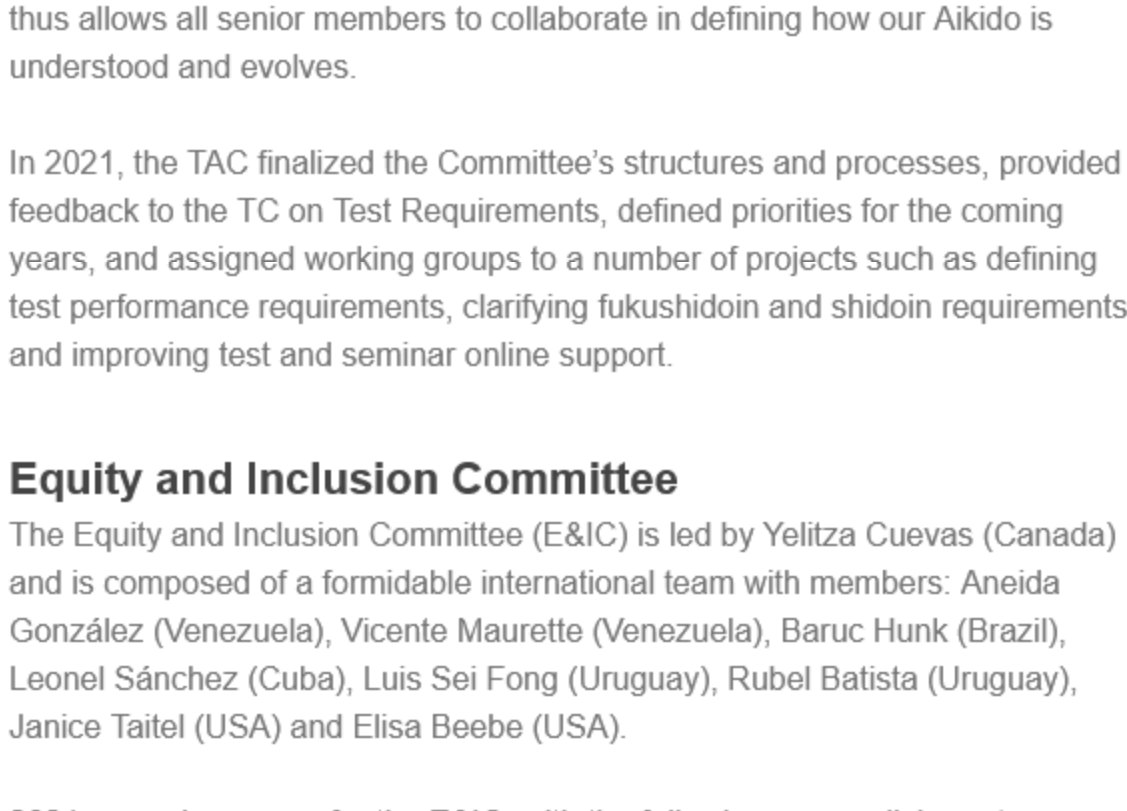 thus allows all senior members to collaborate in defining how our Aikido is
understood and evolves.
In 2021, the TAC finalized the Committee’s structures and processes, provided
feedback to the TC on Test Requirements, defined priorities for the coming
years, and assigned working groups to a number of projects such as defining
test performance requirements, clarifying fukushidoin and shidoin requirements
and improving test and seminar online support.
Equity and Inclusion Committee
The Equity and Inclusion Committee (E&IC) is led by Yelitza Cuevas (Canada)
and is composed of a formidable international team with members: Aneida
González (Venezuela), Vicente Maurette (Venezuela), Baruc Hunk (Brazil),
Leonel Sánchez (Cuba), Luis Sei Fong (Uruguay), Rubel Batista (Uruguay),
Janice Taitel (USA) and Elisa Beebe (USA).